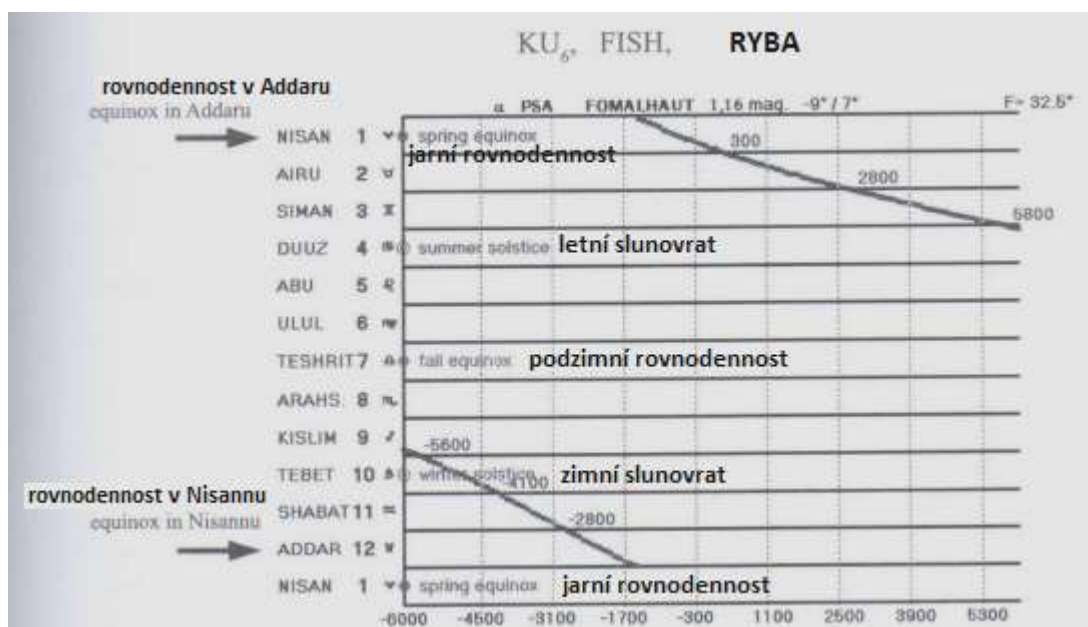 KU₆, FISH, RYBA
rovnodennost v Addaru
equinox in Addaru
α PSA FOMALHAUT 1,16 mag. -9° / 7° F= 32.5°
NISAN 1 spring equinox
jarní rovnodennost
300
AIRU 2
2800
SIMAN 3
5800
DUUZ 4 summer solstice letní slunovrat
ABU 5
ULUL 6
TESHRIT 7 fall equinox podzimní rovnodennost
ARAHS 8
KISLIM 9
-5600
TEBET 10 winter solstice zimní slunovrat
-4100
rovnodennost v Nisannu
equinox in Nisannu
SHABAT 11
-2800
ADDAR 12
NISAN 1 spring equinox jarní rovnodennost
-6000 -4500 -3100 -1700 -300 1100 2500 3900 5300